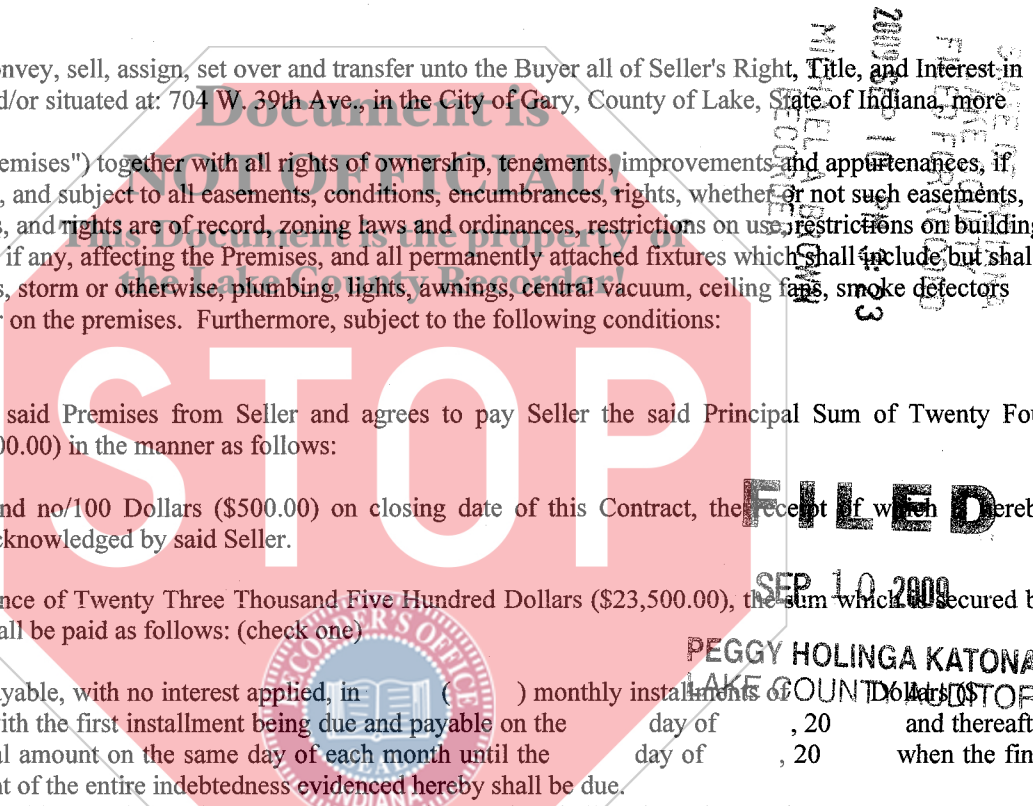 onvey, sell, assign, set over and transfer unto the Buyer all of Seller's Right, Title, and Interest in
d/or situated at: 704 W. 39th Ave., in the City of Gary, County of Lake, State of Indiana, more
Document is
emises") together with all rights of ownership, tenements, improvements and appurtenances, if
NOT OFFICIAL!
, and subject to all easements, conditions, encumbrances, rights, whether or not such easements,
s, and rights are of record, zoning laws and ordinances, restrictions on use, restrictions on building
This Document is the property of
if any, affecting the Premises, and all permanently attached fixtures which shall include but shall
the Lake County Recorder!
s, storm or otherwise, plumbing, lights, awnings, central vacuum, ceiling fans, smoke detectors
r on the premises. Furthermore, subject to the following conditions:
STOP
said Premises from Seller and agrees to pay Seller the said Principal Sum of Twenty Fou
00.00) in the manner as follows:
nd no/100 Dollars ($500.00) on closing date of this Contract, the receipt of which is hereb
cknowledged by said Seller.
FILED
SEP 10 2009
nce of Twenty Three Thousand Five Hundred Dollars ($23,500.00), the sum which is secured b
all be paid as follows: (check one)
PEGGY HOLINGA KATONA
LAKE COUNTY AUDITOR
yable, with no interest applied, in ( ) monthly installments of Dollars ($
with the first installment being due and payable on the day of , 20 and thereaft
al amount on the same day of each month until the day of , 20 when the fin
nt of the entire indebtedness evidenced hereby shall be due.
RECORDER'S OFFICE
SEAL
INDIANA